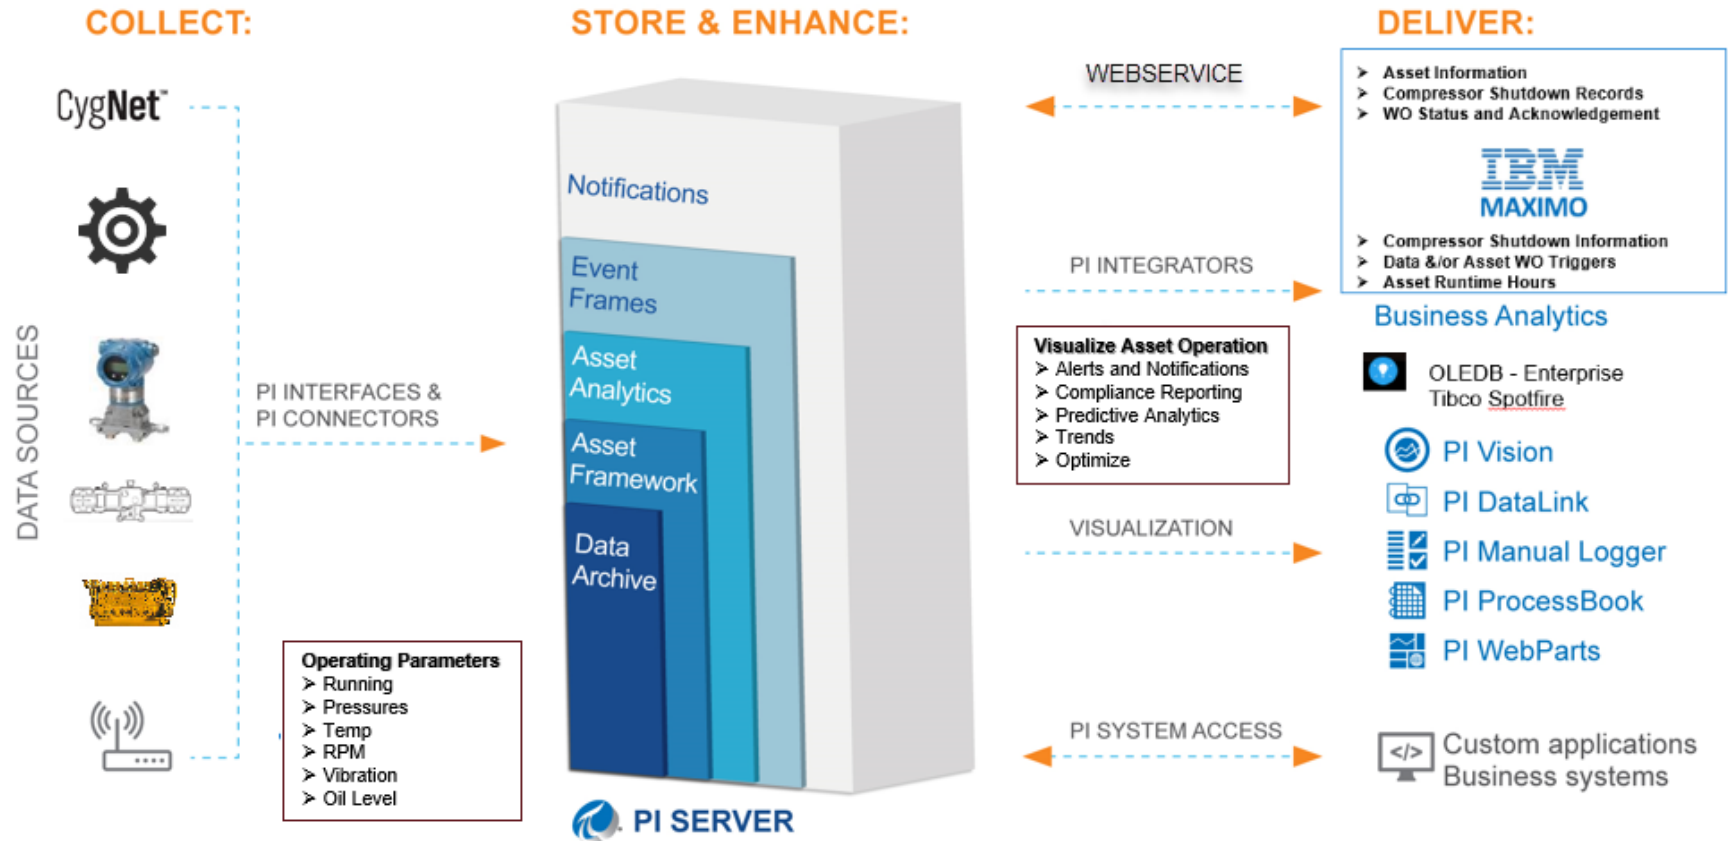 COLLECT:
STORE & ENHANCE:
DELIVER:
CygNet™
DATA SOURCES
PI INTERFACES &
PI CONNECTORS
Operating Parameters
➢ Running
➢ Pressures
➢ Temp
➢ RPM
➢ Vibration
➢ Oil Level
Notifications
Event
Frames
Asset
Analytics
Asset
Framework
Data
Archive
PI SERVER
WEBSERVICE
PI INTEGRATORS
Visualize Asset Operation
➢ Alerts and Notifications
➢ Compliance Reporting
➢ Predictive Analytics
➢ Trends
➢ Optimize
VISUALIZATION
PI SYSTEM ACCESS
➢ Asset Information
➢ Compressor Shutdown Records
➢ WO Status and Acknowledgement
IBM
MAXIMO
➢ Compressor Shutdown Information
➢ Data &/or Asset WO Triggers
➢ Asset Runtime Hours
Business Analytics
OLEDB - Enterprise
Tibco Spotfire
PI Vision
PI DataLink
PI Manual Logger
PI ProcessBook
PI WebParts
</>
Custom applications
Business systems